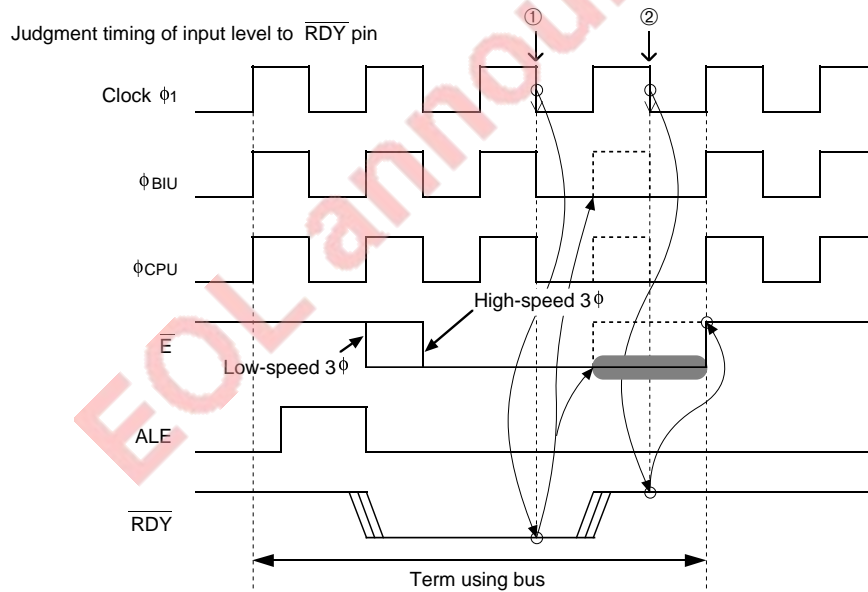 ① ②
Judgment timing of input level to RDY pin
Clock ϕ1
ϕBIU
ϕCPU
High-speed 3ϕ
E
Low-speed 3ϕ
ALE
RDY
Term using bus
EOL announ